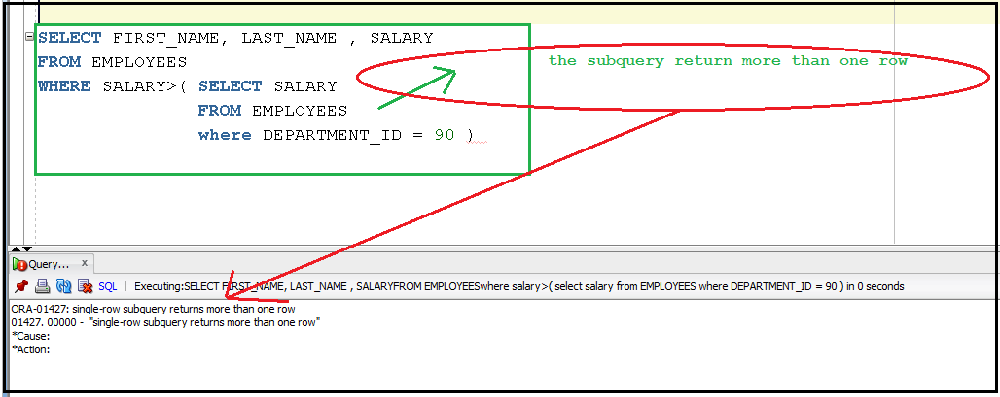 SELECT FIRST_NAME, LAST_NAME , SALARY
FROM EMPLOYEES
the subquery return more than one row
WHERE SALARY>( SELECT SALARY
FROM EMPLOYEES
where DEPARTMENT_ID = 90 )
Query... x
SQL | Executing:SELECT FIRST_NAME, LAST_NAME , SALARYFROM EMPLOYEESwhere salary>( select salary from EMPLOYEES where DEPARTMENT_ID = 90 ) in 0 seconds
ORA-01427: single-row subquery returns more than one row
01427. 00000 - "single-row subquery returns more than one row"
*Cause:
*Action: